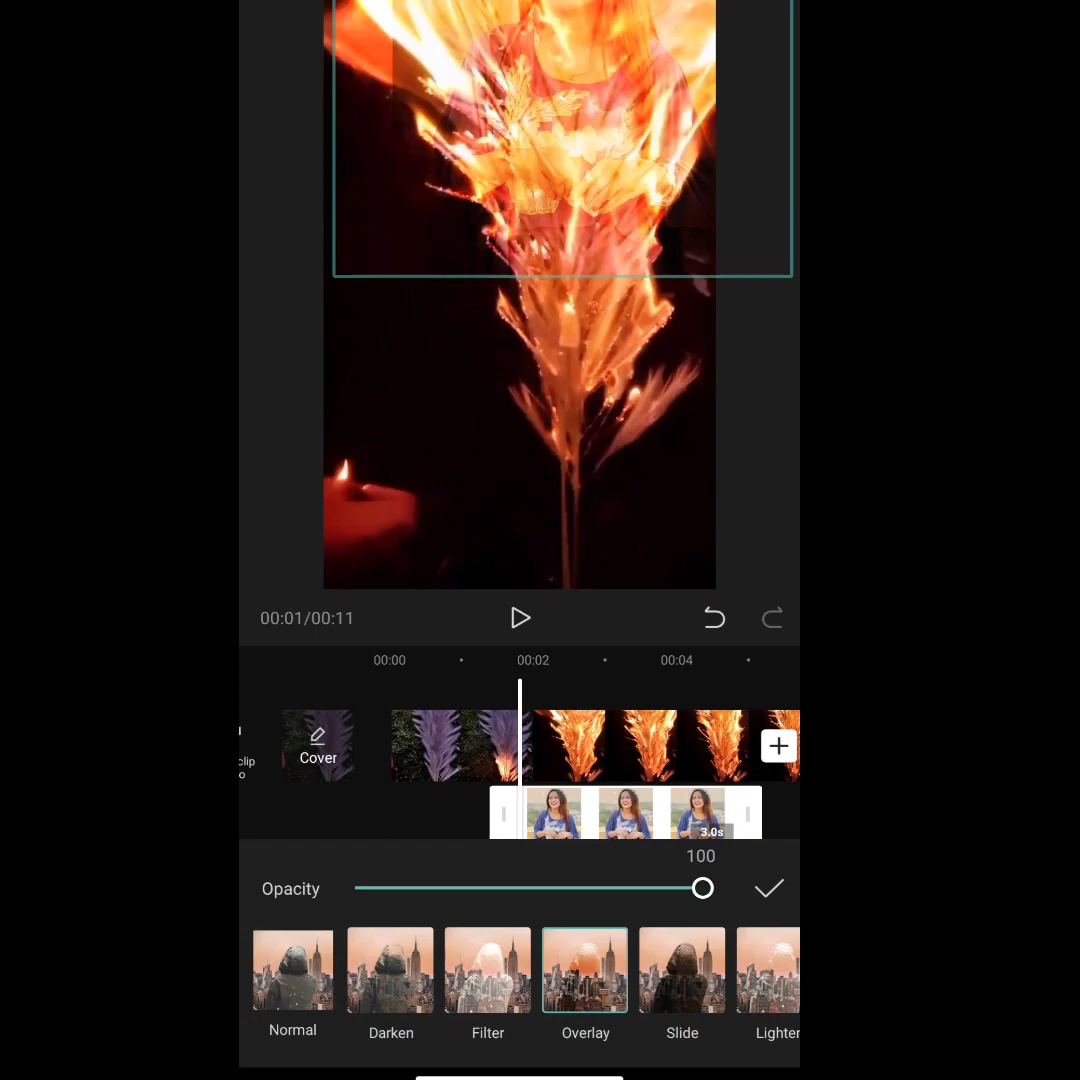 00:01/00:11
00:00
00:02
00:04
clip
Cover
3.0s
100
Opacity
Normal
Darken
Filter
Overlay
Slide